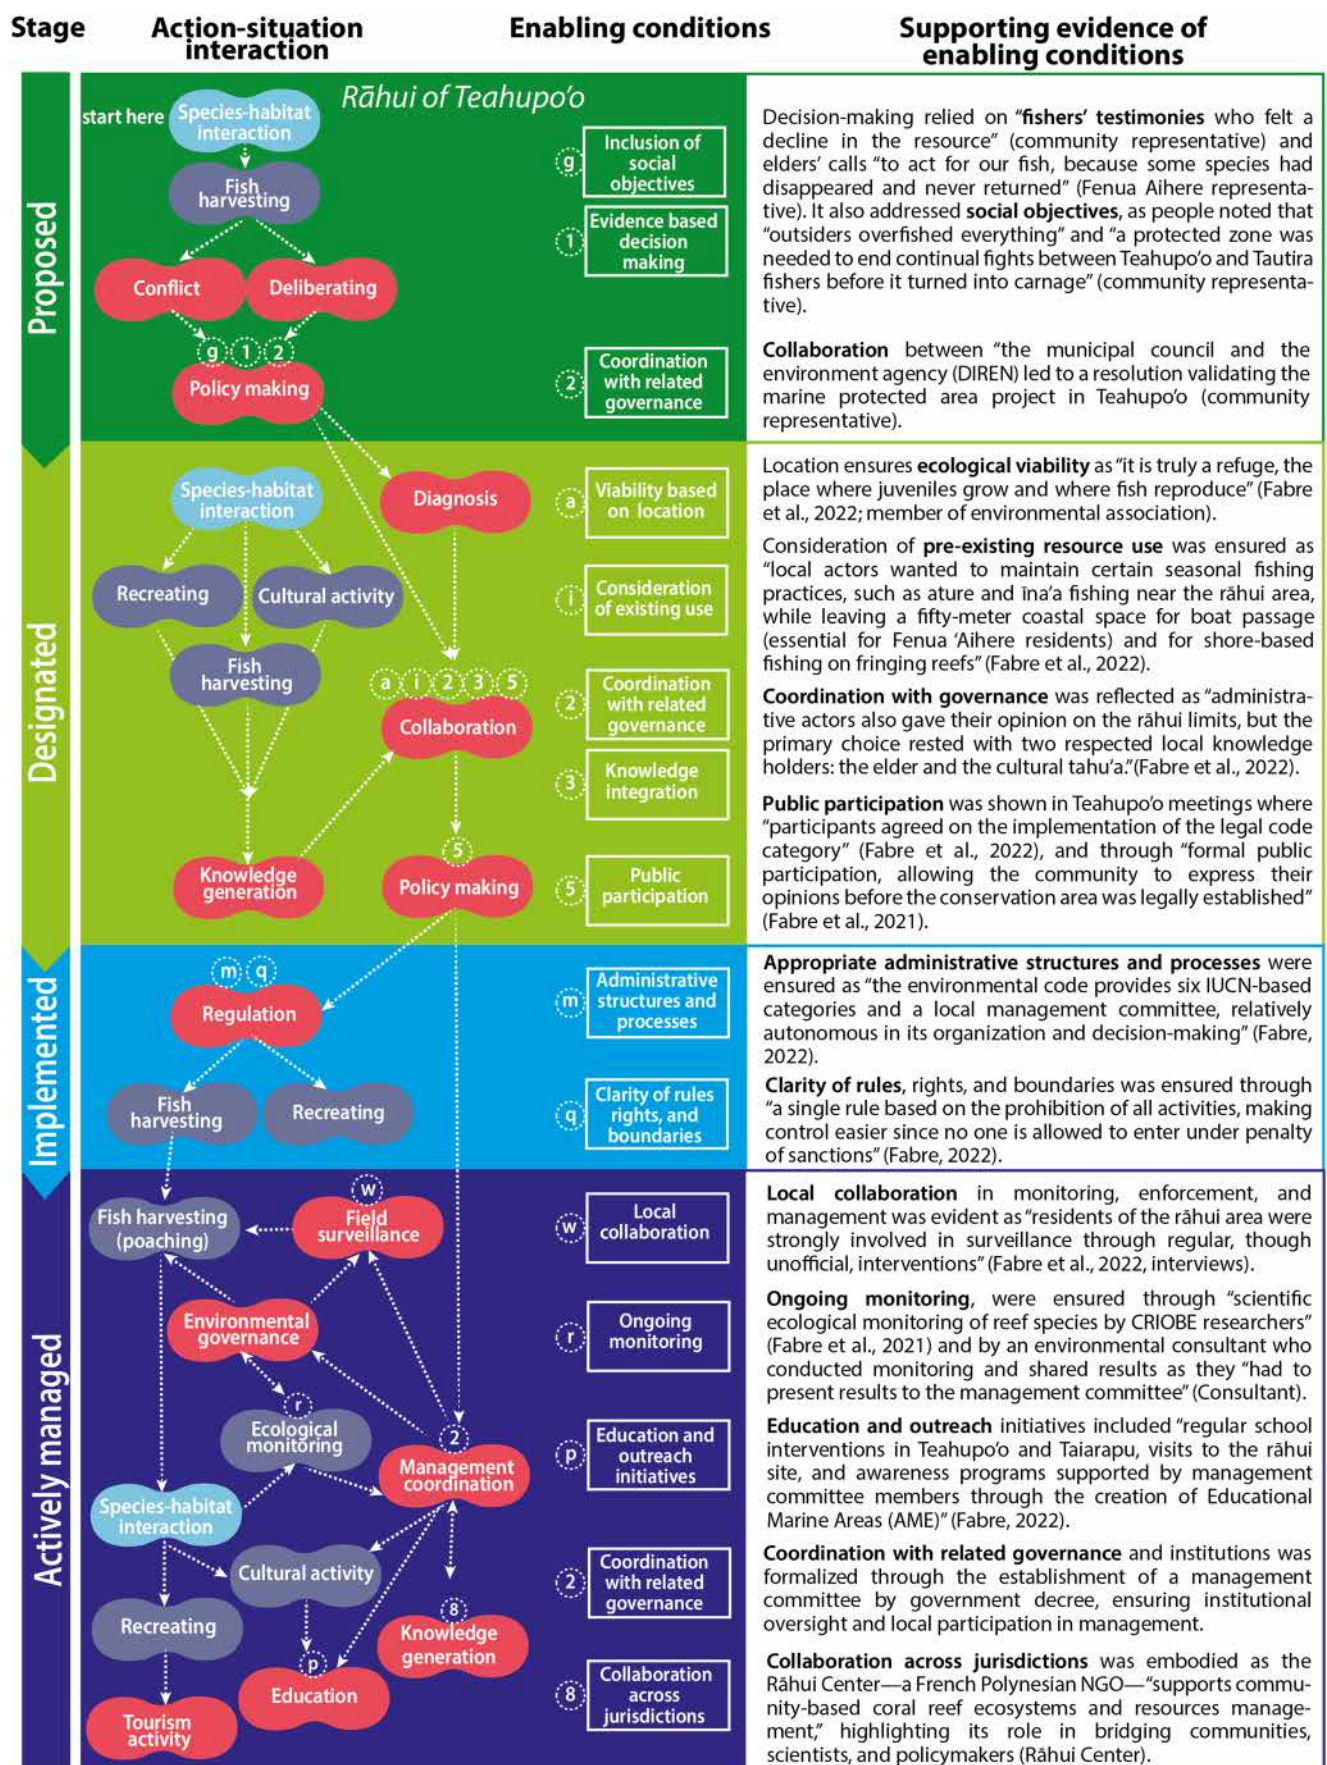 Stage
Action-situation
interaction
Enabling conditions
Supporting evidence of
enabling conditions
Proposed
Rāhui of Teahupo'o
start here
Species-habitat
interaction
Fish
harvesting
Conflict
Deliberating
g 1 2
Policy making
g
Inclusion of
social
objectives
1
Evidence based
decision
making
2
Coordination
with related
governance
Decision-making relied on "fishers' testimonies who felt a
decline in the resource" (community representative) and
elders' calls "to act for our fish, because some species had
disappeared and never returned" (Fenua Aihere representa-
tive). It also addressed social objectives, as people noted that
"outsiders overfished everything" and "a protected zone was
needed to end continual fights between Teahupo'o and Tautira
fishers before it turned into carnage" (community representa-
tive).
Collaboration between "the municipal council and the
environment agency (DIREN) led to a resolution validating the
marine protected area project in Teahupo'o (community
representative).
Designated
Species-habitat
interaction
Diagnosis
Recreating
Cultural activity
Fish
harvesting
a i 2 3 5
Collaboration
5
Knowledge
generation
Policy making
a
Viability based
on location
i
Consideration
of existing use
2
Coordination
with related
governance
3
Knowledge
integration
5
Public
participation
Location ensures ecological viability as "it is truly a refuge, the
place where juveniles grow and where fish reproduce" (Fabre
et al., 2022; member of environmental association).
Consideration of pre-existing resource use was ensured as
"local actors wanted to maintain certain seasonal fishing
practices, such as ature and īna'a fishing near the rāhui area,
while leaving a fifty-meter coastal space for boat passage
(essential for Fenua 'Aihere residents) and for shore-based
fishing on fringing reefs" (Fabre et al., 2022).
Coordination with governance was reflected as "administra-
tive actors also gave their opinion on the rāhui limits, but the
primary choice rested with two respected local knowledge
holders: the elder and the cultural tahu'a."(Fabre et al., 2022).
Public participation was shown in Teahupo'o meetings where
"participants agreed on the implementation of the legal code
category" (Fabre et al., 2022), and through "formal public
participation, allowing the community to express their
opinions before the conservation area was legally established"
(Fabre et al., 2021).
Implemented
m q
Regulation
Fish
harvesting
Recreating
m
Administrative
structures and
processes
q
Clarity of rules
rights, and
boundaries
Appropriate administrative structures and processes were
ensured as "the environmental code provides six IUCN-based
categories and a local management committee, relatively
autonomous in its organization and decision-making" (Fabre,
2022).
Clarity of rules, rights, and boundaries was ensured through
"a single rule based on the prohibition of all activities, making
control easier since no one is allowed to enter under penalty
of sanctions" (Fabre, 2022).
Actively managed
w
Fish harvesting
(poaching)
Field
surveillance
Environmental
governance
r
Ecological
monitoring
2
Management
coordination
Species-habitat
interaction
Cultural activity
Recreating
8
Knowledge
generation
p
Education
Tourism
activity
w
Local
collaboration
r
Ongoing
monitoring
p
Education and
outreach
initiatives
2
Coordination
with related
governance
8
Collaboration
across
jurisdictions
Local collaboration in monitoring, enforcement, and
management was evident as "residents of the rāhui area were
strongly involved in surveillance through regular, though
unofficial, interventions" (Fabre et al., 2022, interviews).
Ongoing monitoring, were ensured through "scientific
ecological monitoring of reef species by CRIOBE researchers"
(Fabre et al., 2021) and by an environmental consultant who
conducted monitoring and shared results as they "had to
present results to the management committee" (Consultant).
Education and outreach initiatives included "regular school
interventions in Teahupo'o and Taiarapu, visits to the rāhui
site, and awareness programs supported by management
committee members through the creation of Educational
Marine Areas (AME)" (Fabre, 2022).
Coordination with related governance and institutions was
formalized through the establishment of a management
committee by government decree, ensuring institutional
oversight and local participation in management.
Collaboration across jurisdictions was embodied as the
Rāhui Center—a French Polynesian NGO—"supports commu-
nity-based coral reef ecosystems and resources manage-
ment," highlighting its role in bridging communities,
scientists, and policymakers (Rāhui Center).